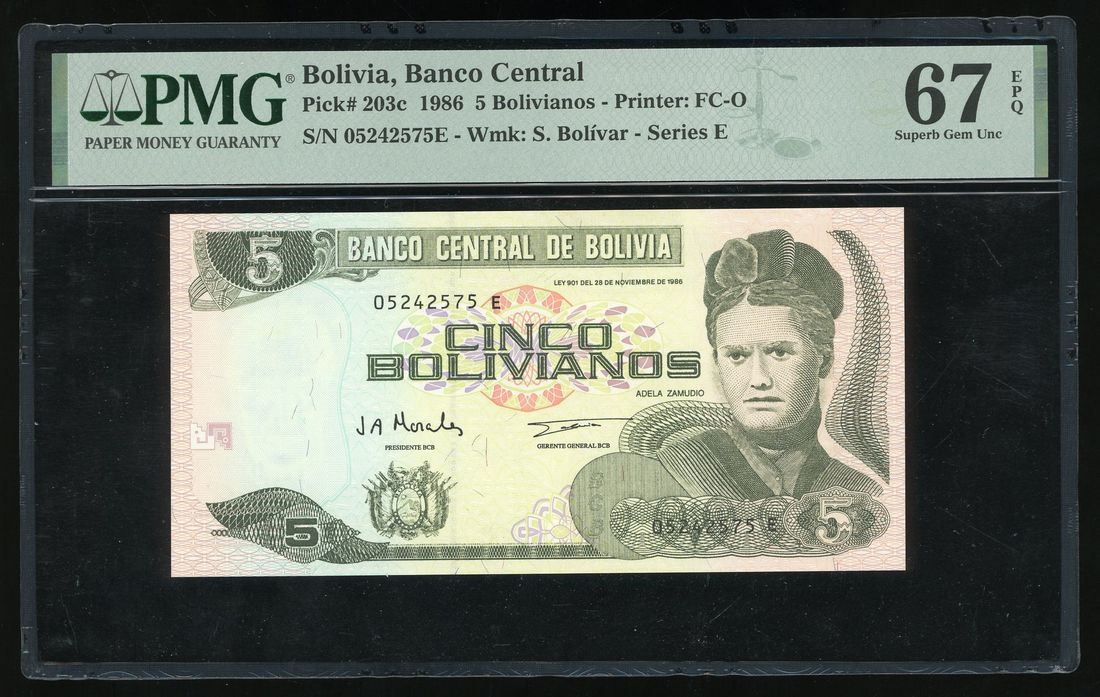 PMG®
PAPER MONEY GUARANTY
Bolivia, Banco Central
Pick# 203c 1986 5 Bolivianos - Printer: FC-O
S/N 05242575E - Wmk: S. Bolívar - Series E
67
EPQ
Superb Gem Unc
5
BANCO CENTRAL DE BOLIVIA
LEY 901 DEL 28 DE NOVIEMBRE DE 1986
05242575 E
CINCO
BOLIVIANOS
ADELA ZAMUDIO
J A Morales
PRESIDENTE BCB
GERENTE GENERAL BCB
5
05242575 E
5